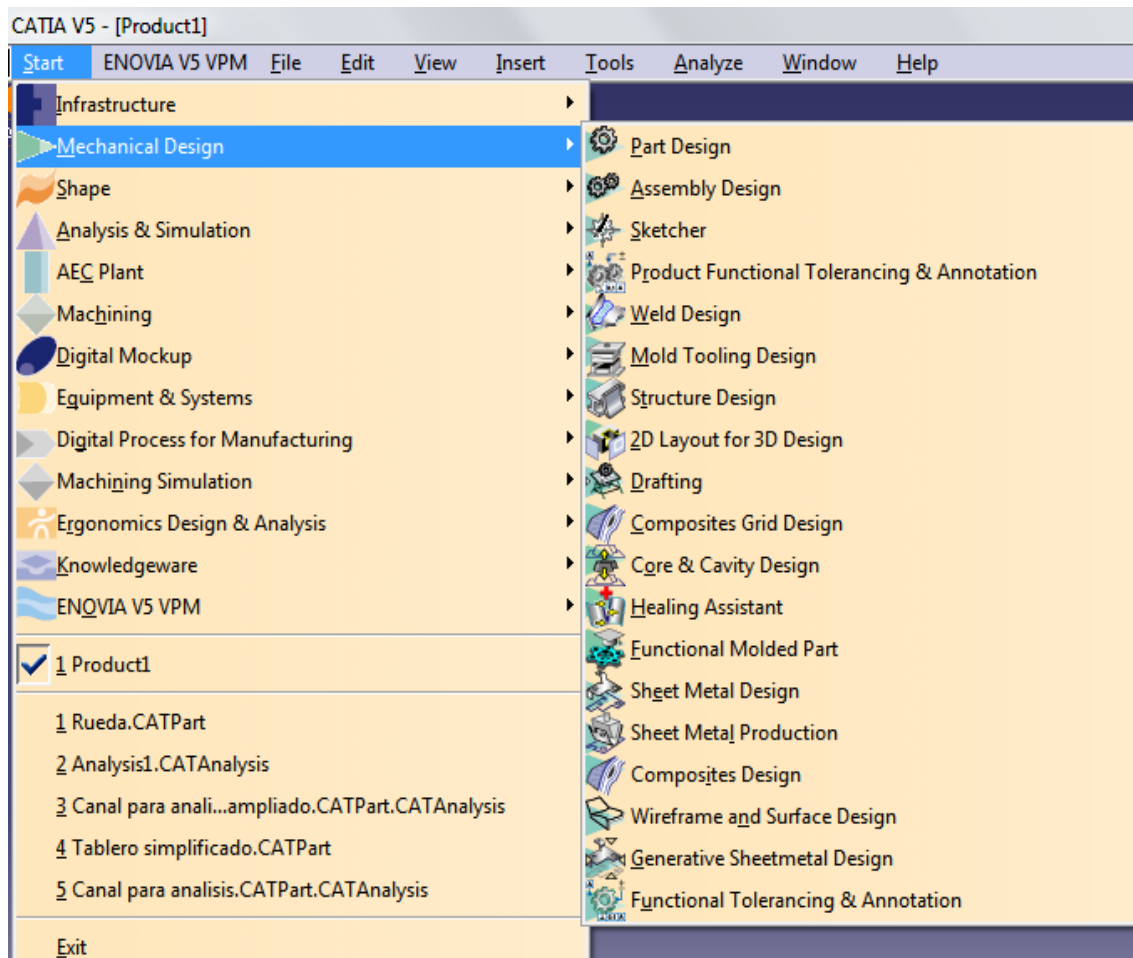 CATIA V5 - [Product1]
Start ENOVIA V5 VPM File Edit View Insert Tools Analyze Window Help
Infrastructure
Mechanical Design
Shape
Analysis & Simulation
AEC Plant
Machining
Digital Mockup
Equipment & Systems
Digital Process for Manufacturing
Machining Simulation
Ergonomics Design & Analysis
Knowledgeware
ENOVIA V5 VPM
1 Product1
1 Rueda.CATPart
2 Analysis1.CATAnalysis
3 Canal para anali...ampliado.CATPart.CATAnalysis
4 Tablero simplificado.CATPart
5 Canal para analisis.CATPart.CATAnalysis
Exit
Part Design
Assembly Design
Sketcher
Product Functional Tolerancing & Annotation
Weld Design
Mold Tooling Design
Structure Design
2D Layout for 3D Design
Drafting
Composites Grid Design
Core & Cavity Design
Healing Assistant
Functional Molded Part
Sheet Metal Design
Sheet Metal Production
Composites Design
Wireframe and Surface Design
Generative Sheetmetal Design
Functional Tolerancing & Annotation